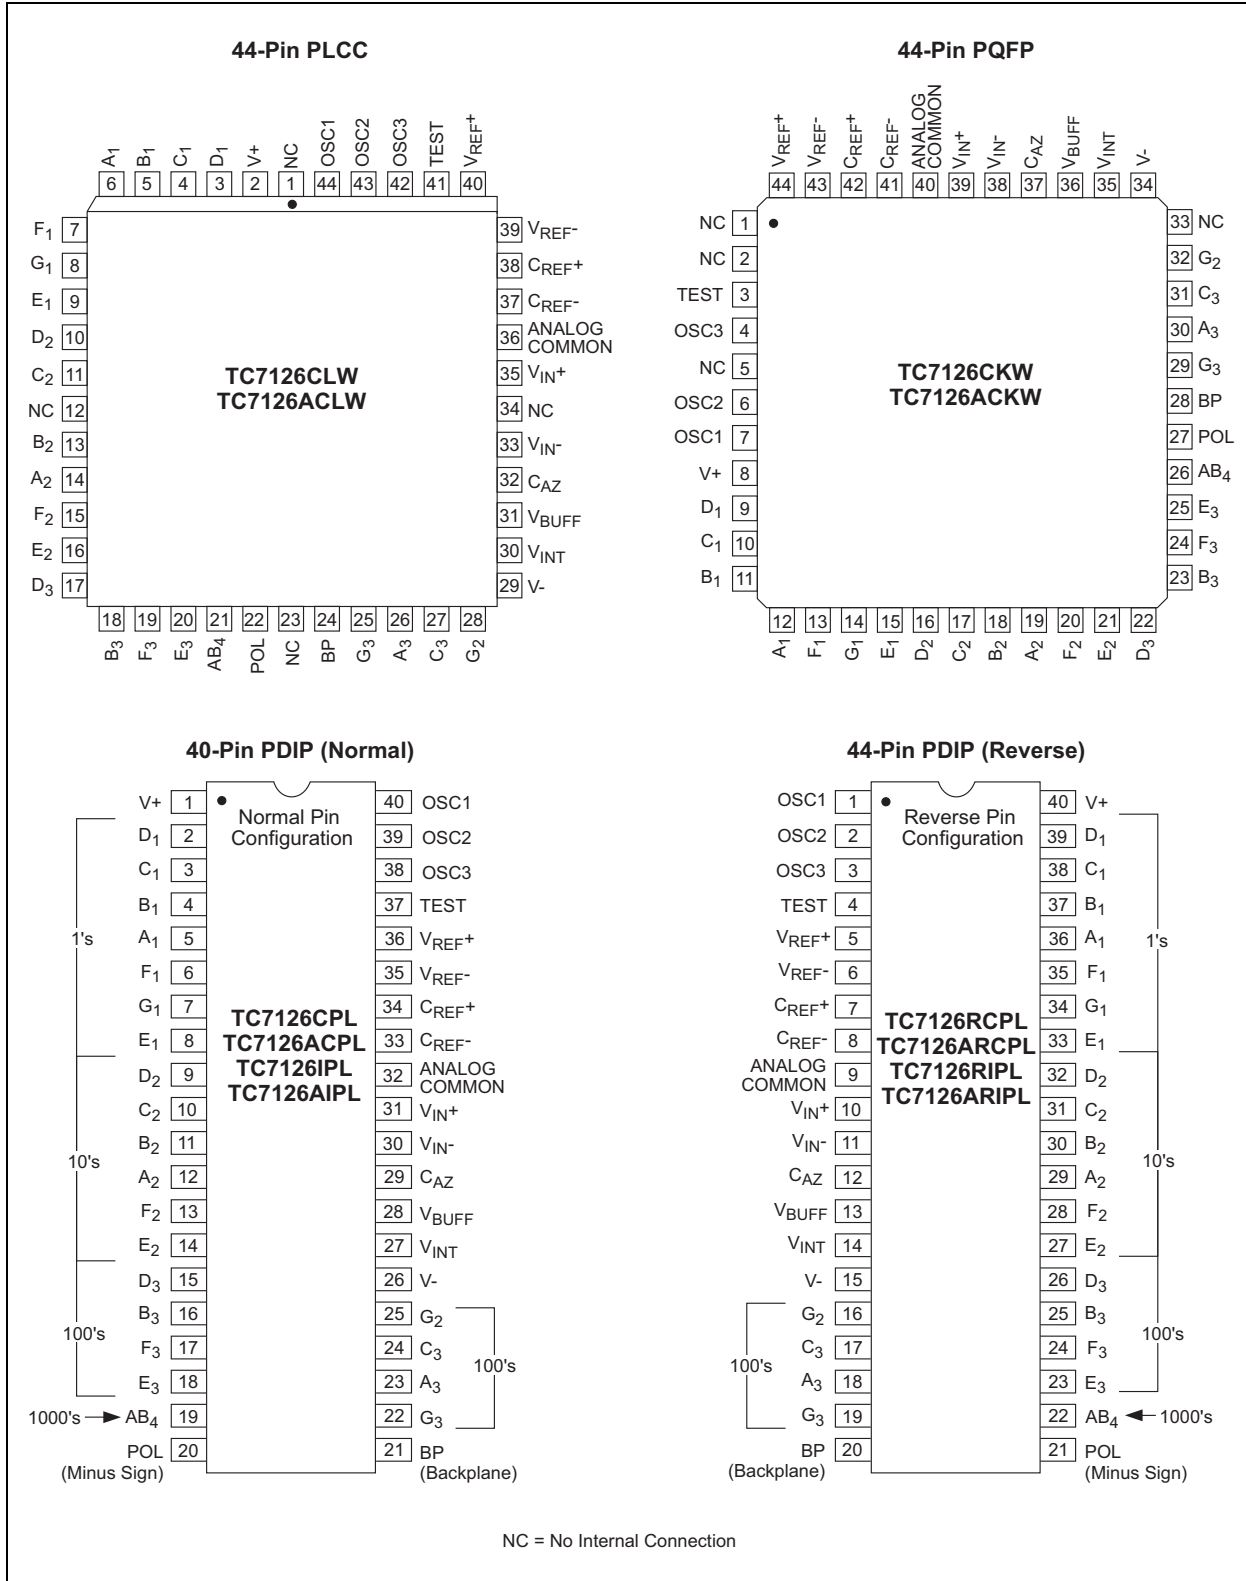 44-Pin PLCC
A1 B1 C1 D1 V+ NC OSC1 OSC2 OSC3 TEST VREF+
6 5 4 3 2 1 44 43 42 41 40
F1 7
G1 8
E1 9
D2 10
C2 11
NC 12
B2 13
A2 14
F2 15
E2 16
D3 17
TC7126CLW
TC7126ACLW
39 VREF-
38 CREF+
37 CREF-
36 ANALOG
COMMON
35 VIN+
34 NC
33 VIN-
32 CAZ
31 VBUFF
30 VINT
29 V-
18 19 20 21 22 23 24 25 26 27 28
B3 F3 E3 AB4 POL NC BP G3 A3 C3 G2
44-Pin PQFP
VREF+ VREF- CREF+ CREF- ANALOG
COMMON VIN+ VIN- CAZ VBUFF VINT V-
44 43 42 41 40 39 38 37 36 35 34
NC 1
NC 2
TEST 3
OSC3 4
NC 5
OSC2 6
OSC1 7
V+ 8
D1 9
C1 10
B1 11
TC7126CKW
TC7126ACKW
33 NC
32 G2
31 C3
30 A3
29 G3
28 BP
27 POL
26 AB4
25 E3
24 F3
23 B3
12 13 14 15 16 17 18 19 20 21 22
A1 F1 G1 E1 D2 C2 B2 A2 F2 E2 D3
40-Pin PDIP (Normal)
Normal Pin
Configuration
V+ 1
D1 2
C1 3
B1 4
1's
A1 5
F1 6
G1 7
E1 8
D2 9
C2 10
B2 11
10's
A2 12
F2 13
E2 14
D3 15
B3 16
100's
F3 17
E3 18
1000's AB4 19
POL 20
(Minus Sign)
TC7126CPL
TC7126ACPL
TC7126IPL
TC7126AIPL
40 OSC1
39 OSC2
38 OSC3
37 TEST
36 VREF+
35 VREF-
34 CREF+
33 CREF-
32 ANALOG
COMMON
31 VIN+
30 VIN-
29 CAZ
28 VBUFF
27 VINT
26 V-
25 G2
24 C3
100's
23 A3
22 G3
21 BP
(Backplane)
44-Pin PDIP (Reverse)
Reverse Pin
Configuration
OSC1 1
OSC2 2
OSC3 3
TEST 4
VREF+ 5
VREF- 6
CREF+ 7
CREF- 8
ANALOG
COMMON 9
VIN+ 10
VIN- 11
CAZ 12
VBUFF 13
VINT 14
V- 15
G2 16
C3 17
100's
A3 18
G3 19
BP 20
(Backplane)
TC7126RCPL
TC7126ARCPL
TC7126RIPL
TC7126ARIPL
40 V+
39 D1
38 C1
37 B1
36 A1
1's
35 F1
34 G1
33 E1
32 D2
31 C2
30 B2
10's
29 A2
28 F2
27 E2
26 D3
25 B3
100's
24 F3
23 E3
22 AB4 1000's
21 POL
(Minus Sign)
NC = No Internal Connection